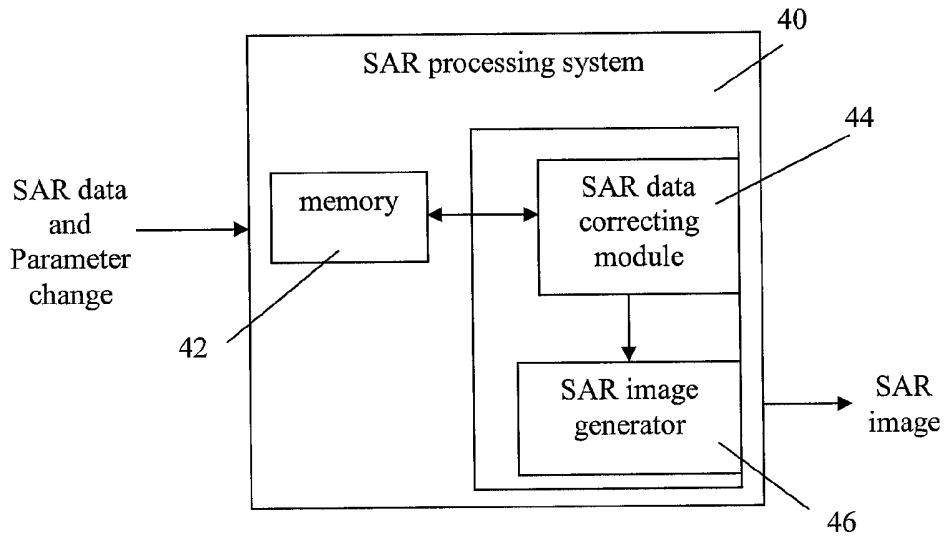 40
SAR processing system
44
SAR data
and
Parameter
change
memory
SAR data
correcting
module
42
SAR image
generator
SAR
image
46